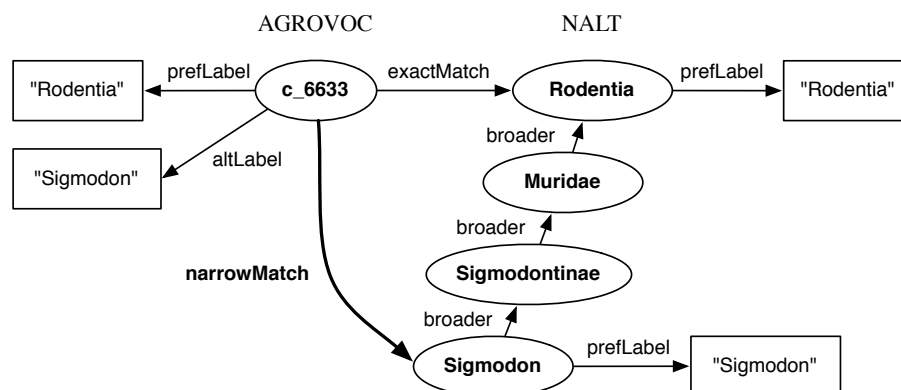 AGROVOC NALT
"Rodentia" prefLabel c_6633 exactMatch Rodentia prefLabel "Rodentia"
broader
altLabel
"Sigmodon" Muridae
broader
narrowMatch Sigmodontinae
broader
Sigmodon prefLabel "Sigmodon"